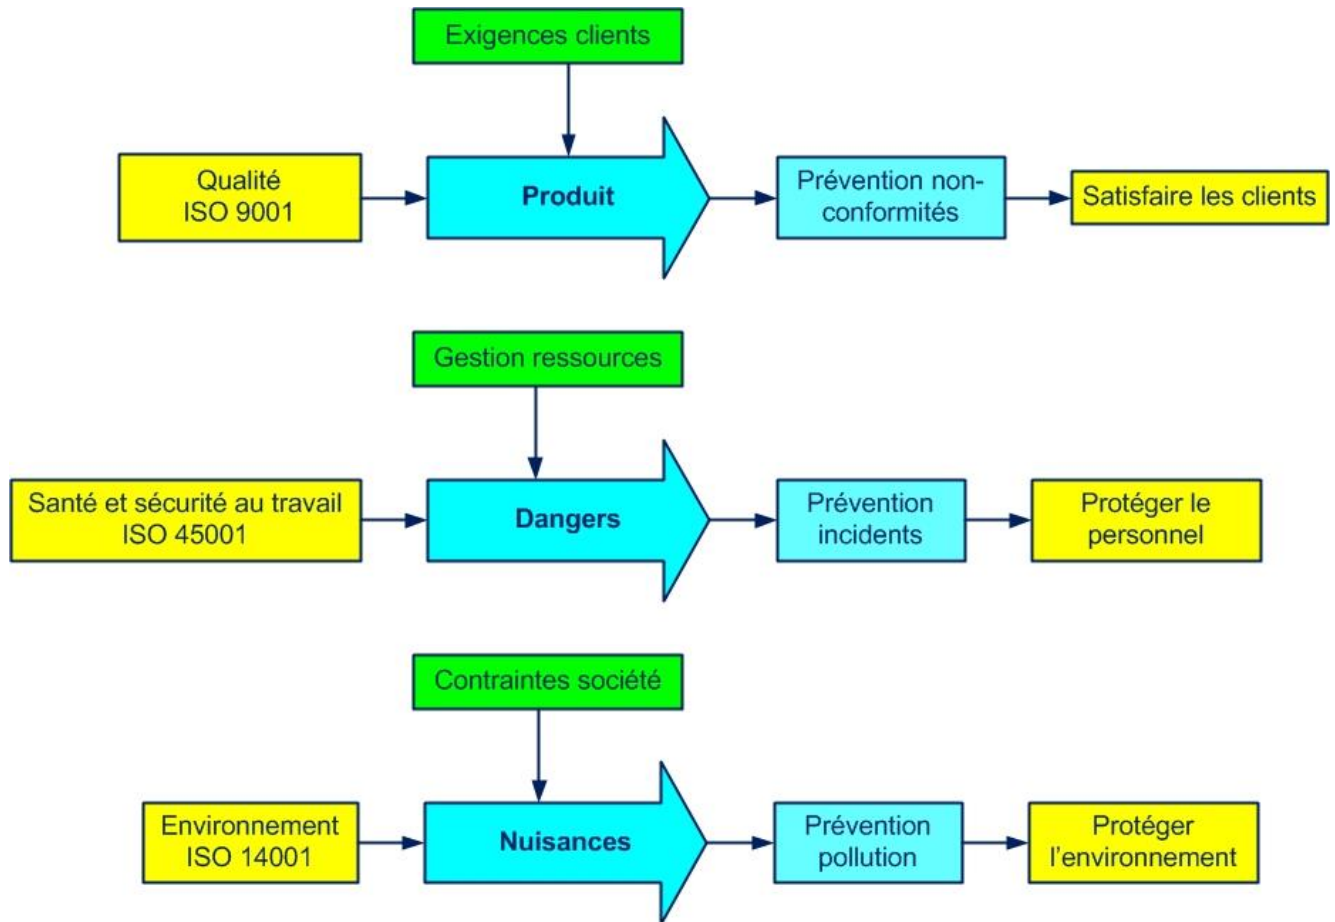 Exigences clients
Qualité
ISO 9001
Produit
Prévention non-
conformités
Satisfaire les clients
Gestion ressources
Santé et sécurité au travail
ISO 45001
Dangers
Prévention
incidents
Protéger le
personnel
Contraintes société
Environnement
ISO 14001
Nuisances
Prévention
pollution
Protéger
l'environnement